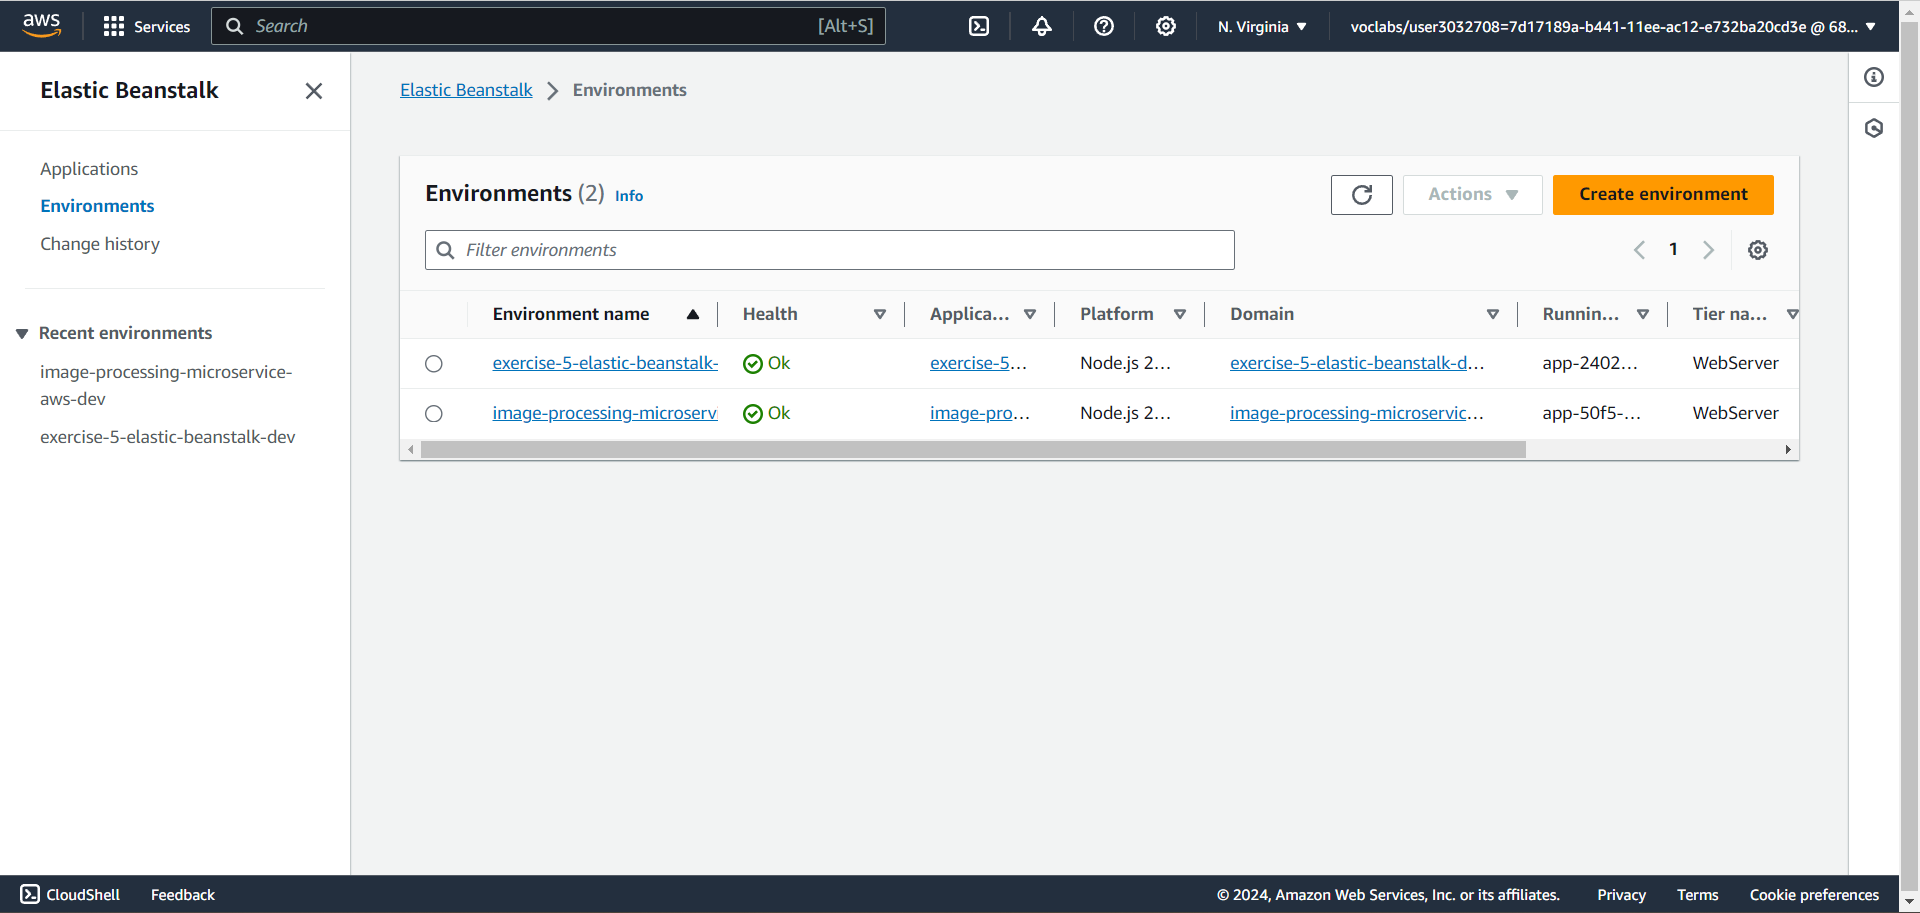 aws Services Search [Alt+S] N. Virginia voclabs/user3032708=7d17189a-b441-11ee-ac12-e732ba20cd3e @ 68...
Elastic Beanstalk
Applications
Environments
Change history
Recent environments
image-processing-microservice-
aws-dev
exercise-5-elastic-beanstalk-dev
Elastic Beanstalk Environments
Environments (2) Info Actions Create environment
Filter environments 1
Environment name Health Applica... Platform Domain Runnin... Tier na...
exercise-5-elastic-beanstalk- Ok exercise-5... Node.js 2... exercise-5-elastic-beanstalk-d... app-2402... WebServer
image-processing-microserv Ok image-pro... Node.js 2... image-processing-microservic... app-50f5-... WebServer
CloudShell Feedback © 2024, Amazon Web Services, Inc. or its affiliates. Privacy Terms Cookie preferences